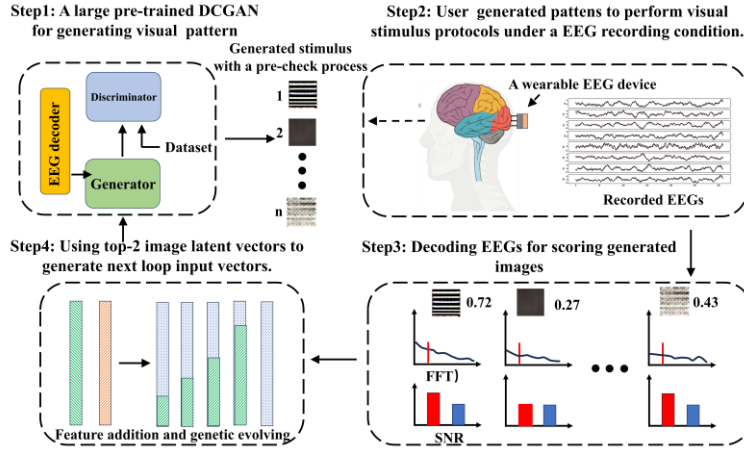 Step1: A large pre-trained DCGAN
for generating visual pattern
Generated stimulus
with a pre-check process
EEG decoder
Discriminator
Dataset
Generator
1
2
n
Step2: User generated pattens to perform visual
stimulus protocols under a EEG recording condition.
A wearable EEG device
Recorded EEGs
Step3: Decoding EEGs for scoring generated
images
0.72
0.27
0.43
FFT)
SNR
Step4: Using top-2 image latent vectors to
generate next loop input vectors.
Feature addition and genetic evolving